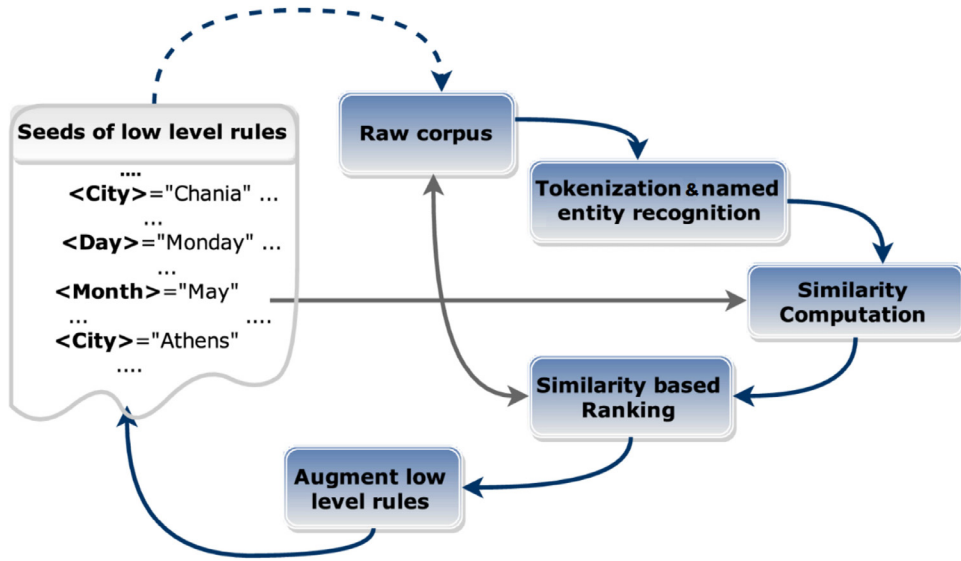 Seeds of low level rules
....
<City>="Chania" ...
...
<Day>="Monday" ...
...
<Month>="May"
... ....
<City>="Athens"
....
Raw corpus
Tokenization & named
entity recognition
Similarity
Computation
Similarity based
Ranking
Augment low
level rules